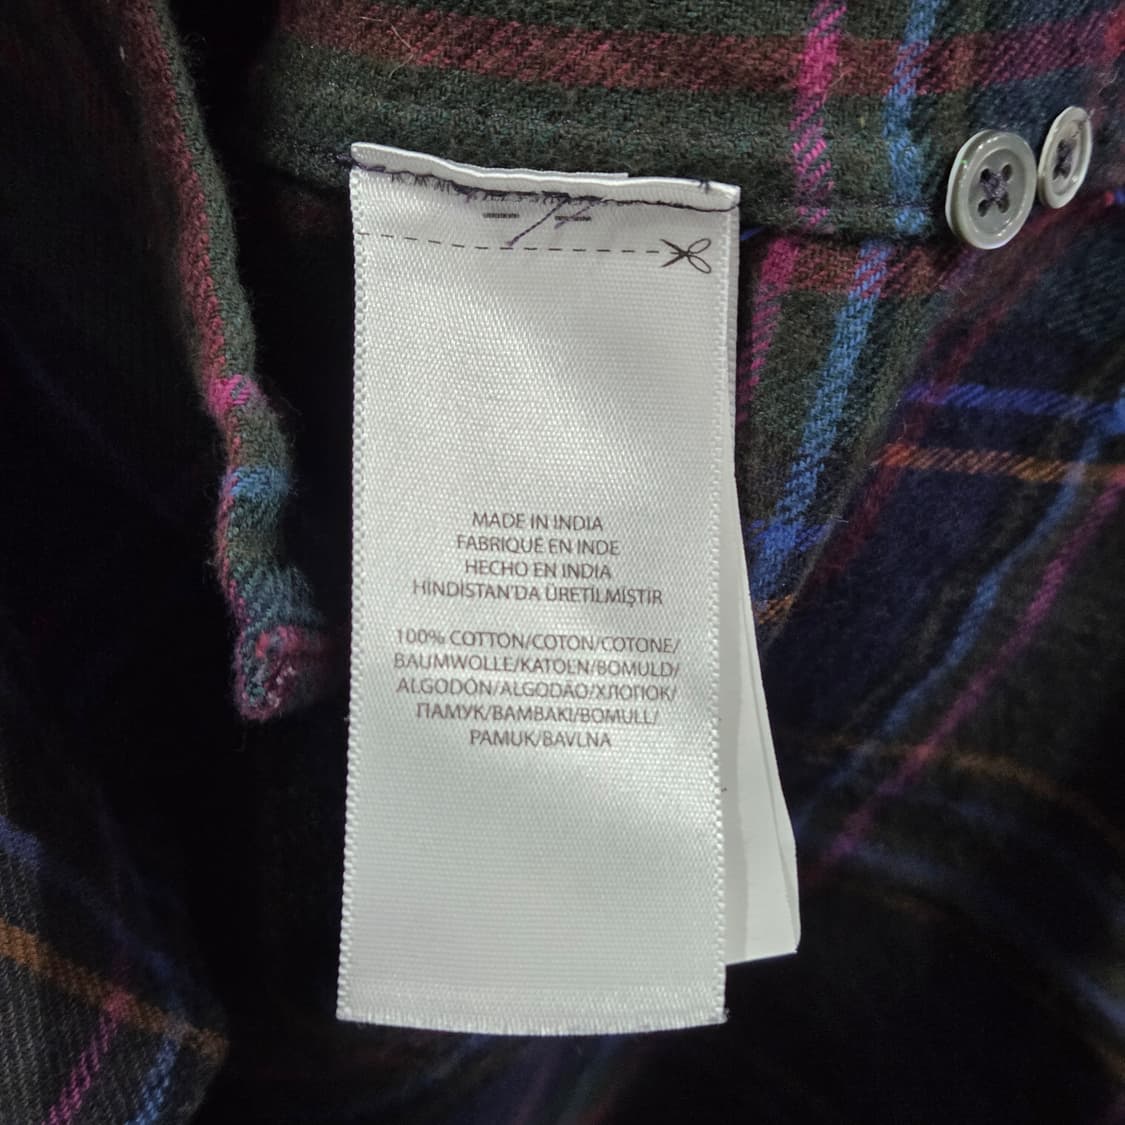 MADE IN INDIA
FABRIQUÉ EN INDE
HECHO EN INDIA
HİNDİSTAN'DA ÜRETİLMİŞTİR
100% COTTON/COTON/COTONE/
BAUMWOLLE/KATOEN/BOMULD/
ALGODÓN/ALGODÃO/ХЛОПОК/
ПАМУК/ΒΑΜΒΑΚΙ/BOMULL/
PAMUK/BAVLNA